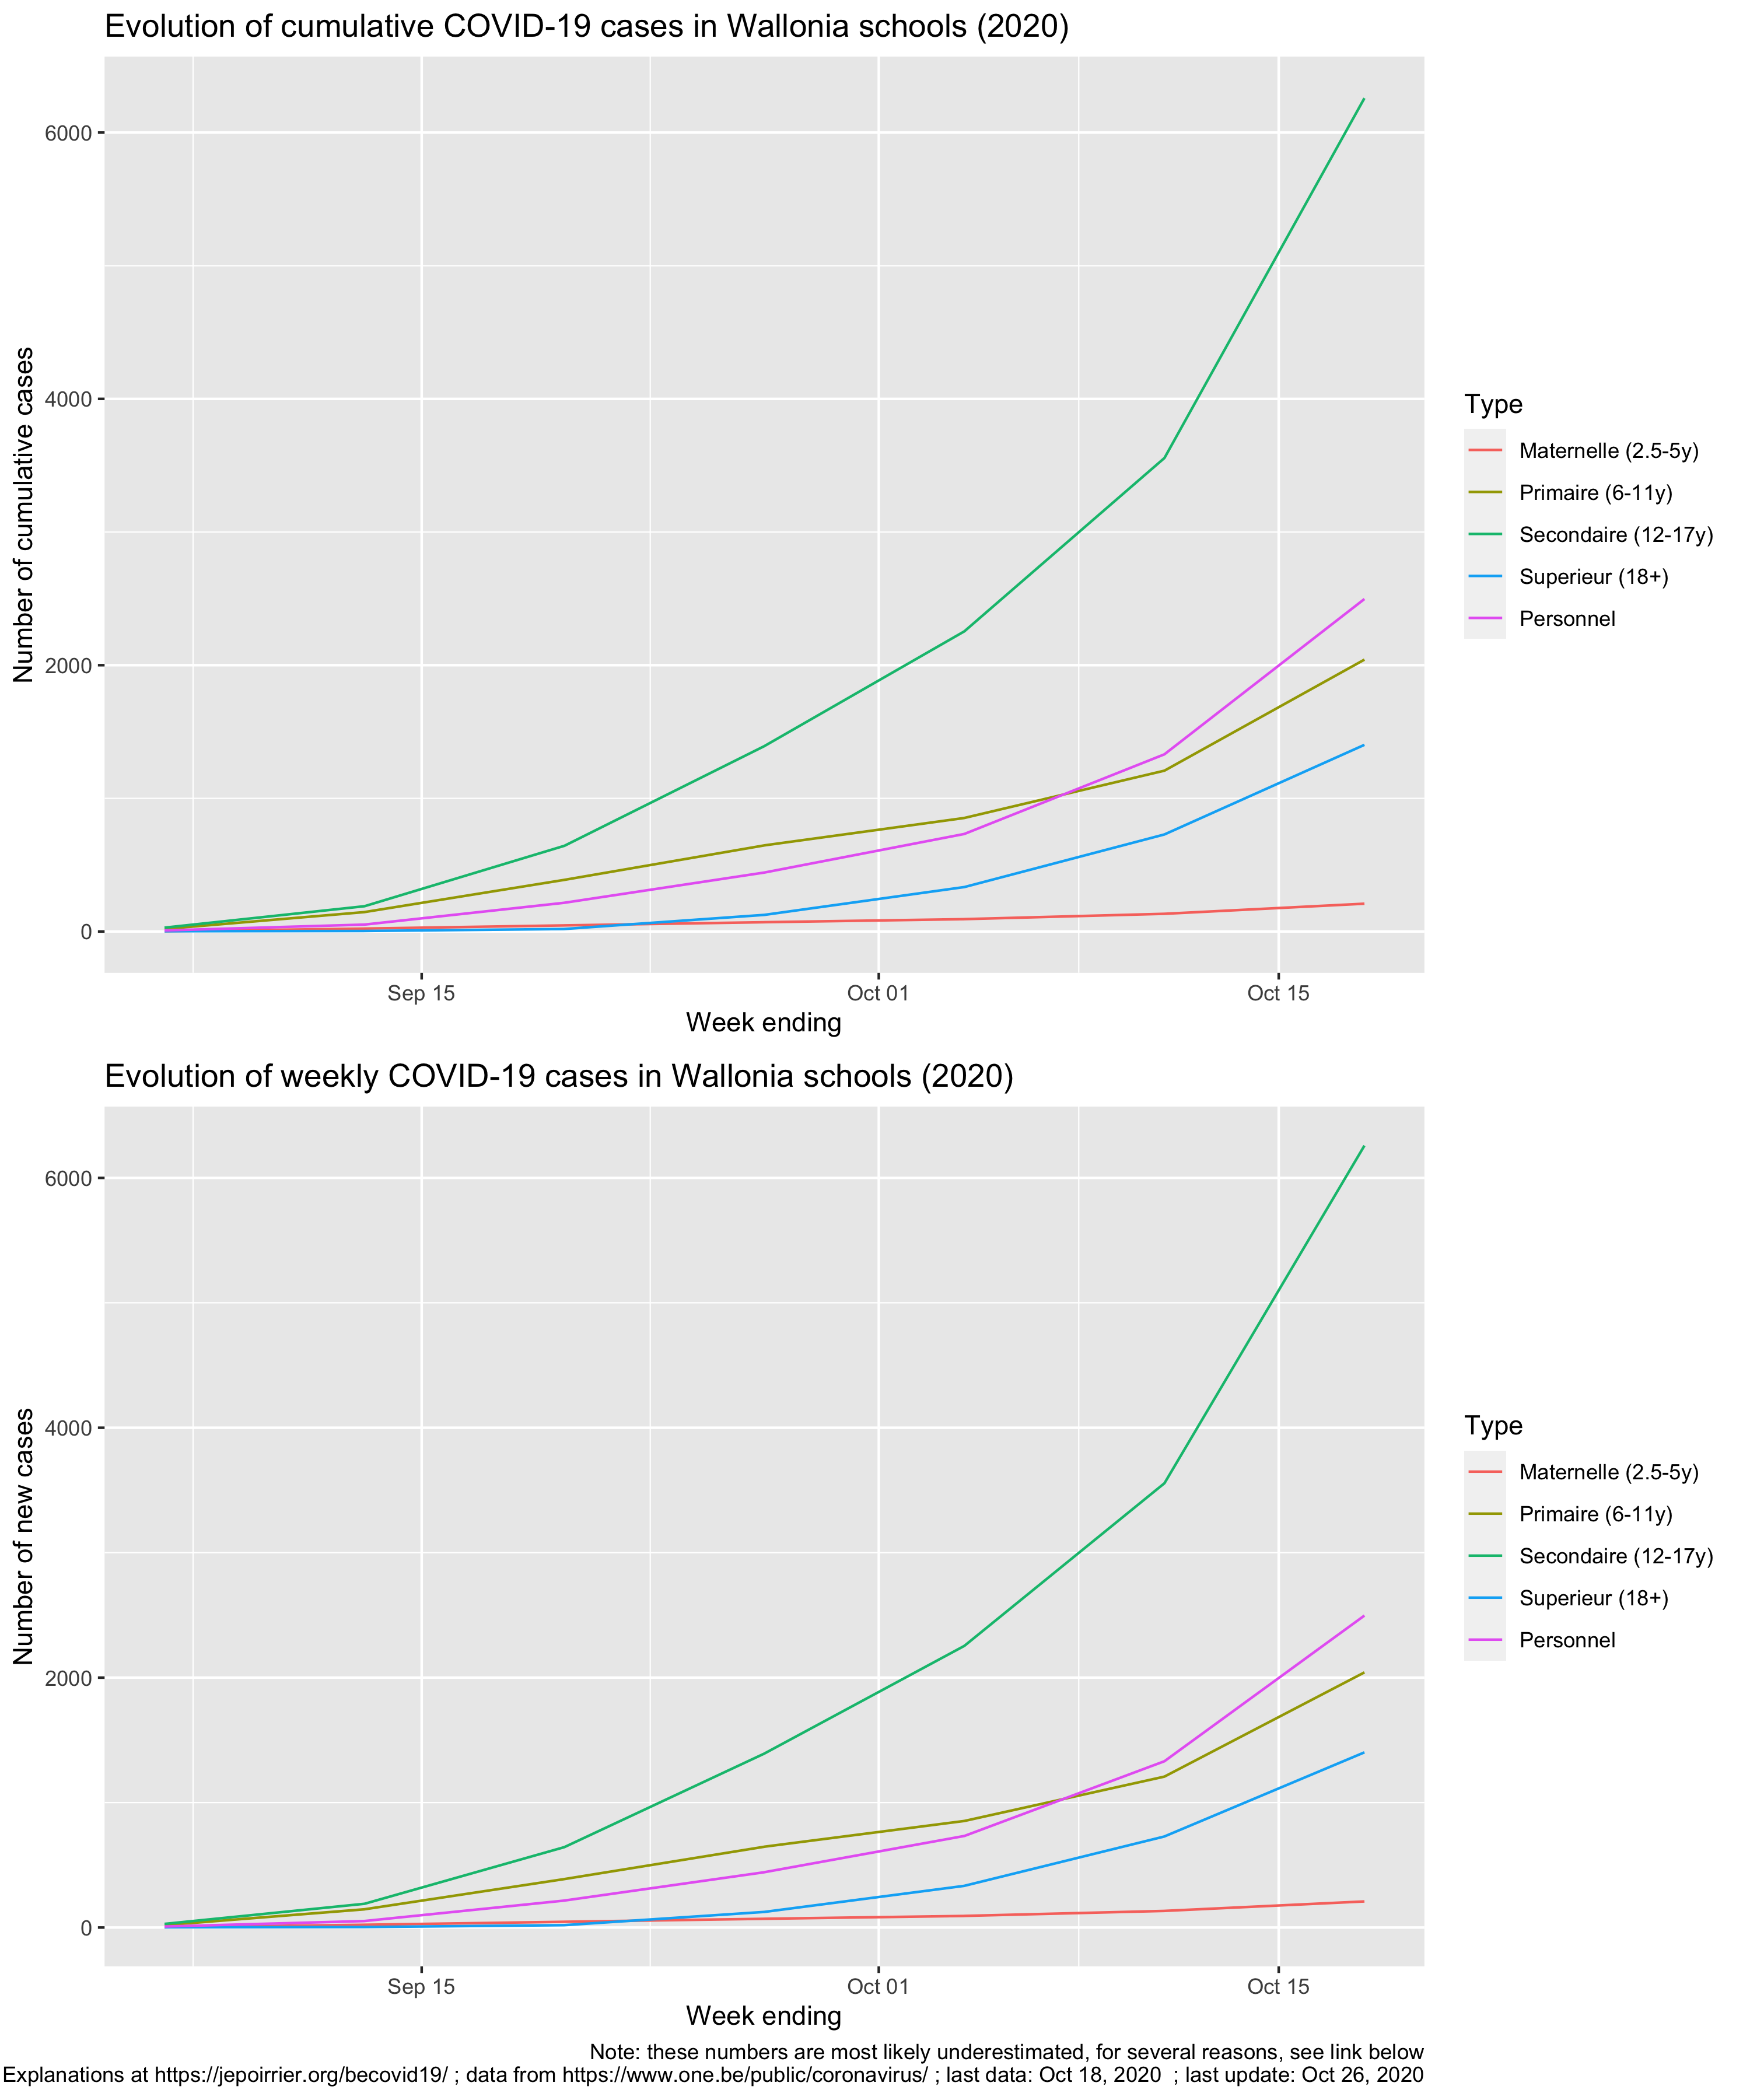 Evolution of cumulative COVID-19 cases in Wallonia schools (2020)
Number of cumulative cases
6000
4000
2000
0
Sep 15
Oct 01
Oct 15
Week ending
Type
Maternelle (2.5-5y)
Primaire (6-11y)
Secondaire (12-17y)
Superieur (18+)
Personnel
Evolution of weekly COVID-19 cases in Wallonia schools (2020)
Number of new cases
6000
4000
2000
0
Sep 15
Oct 01
Oct 15
Week ending
Type
Maternelle (2.5-5y)
Primaire (6-11y)
Secondaire (12-17y)
Superieur (18+)
Personnel
Note: these numbers are most likely underestimated, for several reasons, see link below
Explanations at https://jepoirrier.org/becovid19/ ; data from https://www.one.be/public/coronavirus/ ; last data: Oct 18, 2020 ; last update: Oct 26, 2020